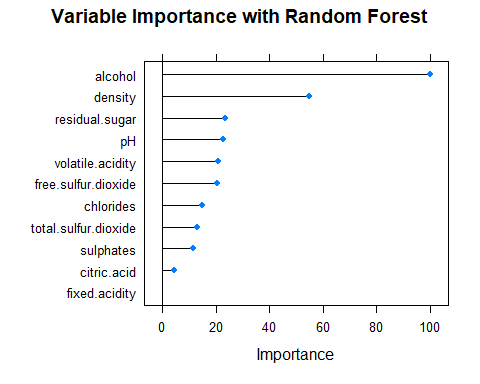 Variable Importance with Random Forest
alcohol
density
residual.sugar
pH
volatile.acidity
free.sulfur.dioxide
chlorides
total.sulfur.dioxide
sulphates
citric.acid
fixed.acidity
0 20 40 60 80 100
Importance